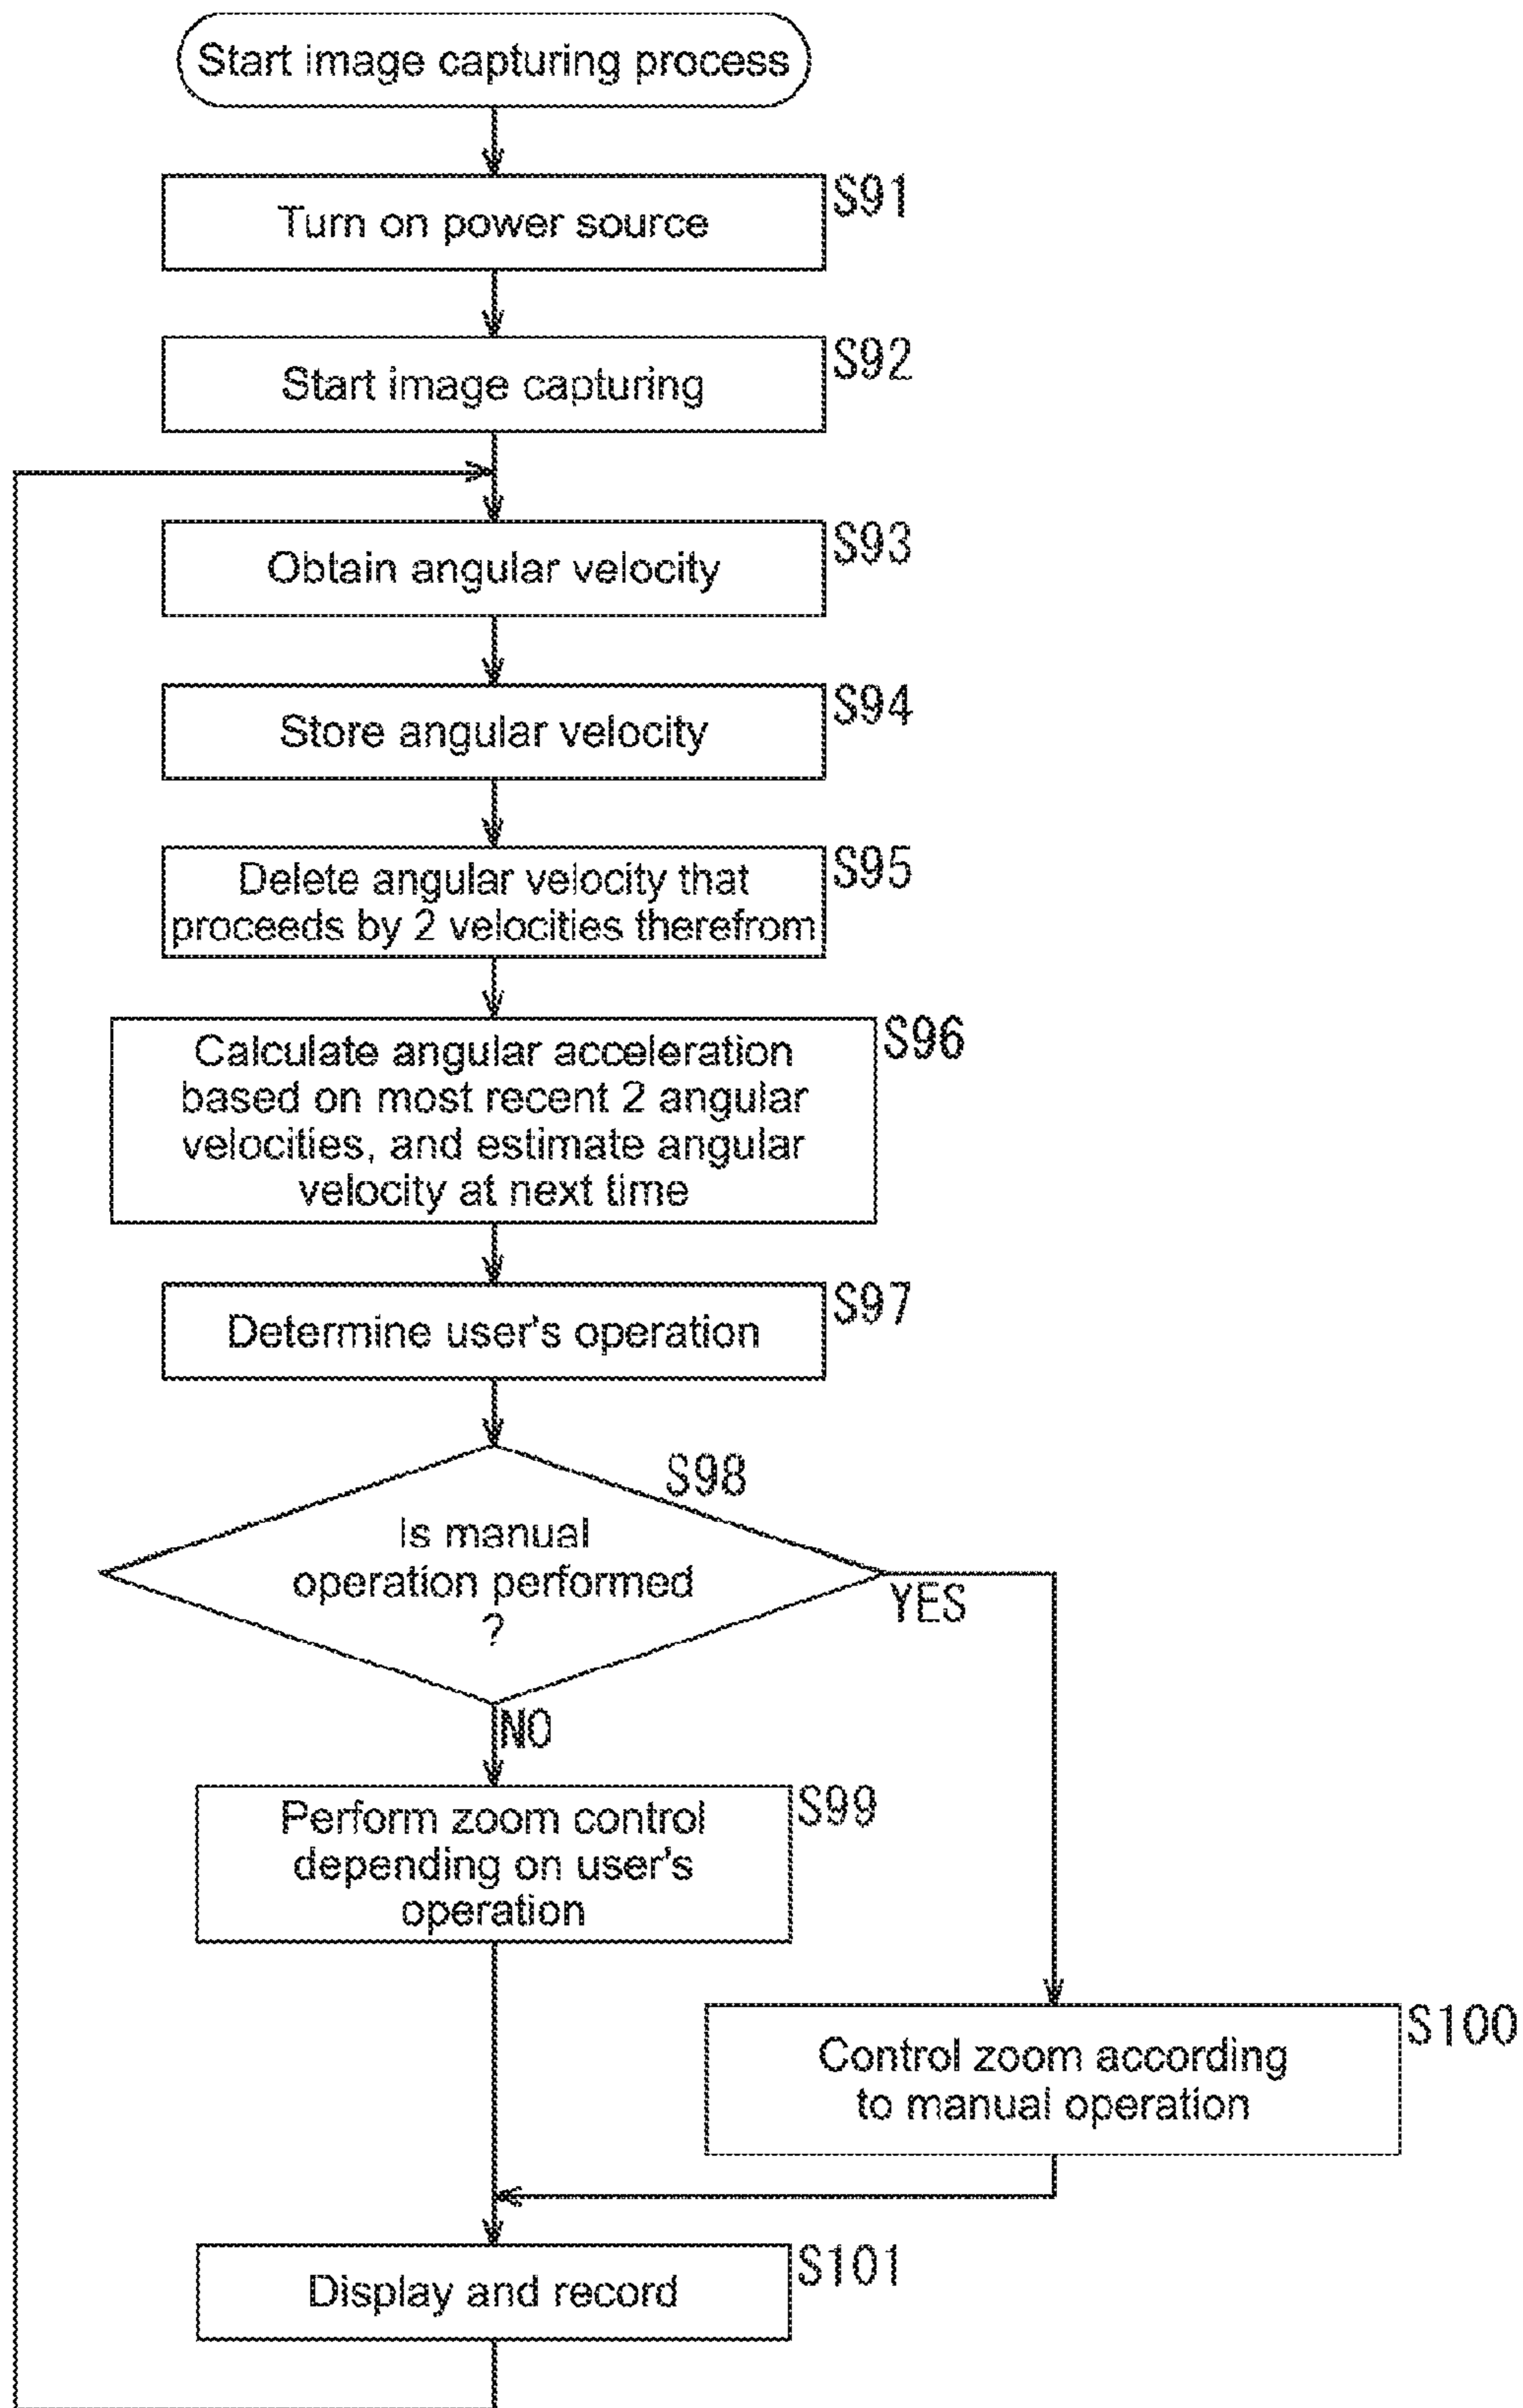 Start image capturing process
S91
Turn on power source
S92
Start image capturing
S93
Obtain angular velocity
S94
Store angular velocity
S95
Delete angular velocity that
proceeds by 2 velocities therefrom
S96
Calculate angular acceleration
based on most recent 2 angular
velocities, and estimate angular
velocity at next time
S97
Determine user's operation
S98
Is manual
operation performed
?
YES
NO
S99
Perform zoom control
depending on user's
operation
S100
Control zoom according
to manual operation
S101
Display and record